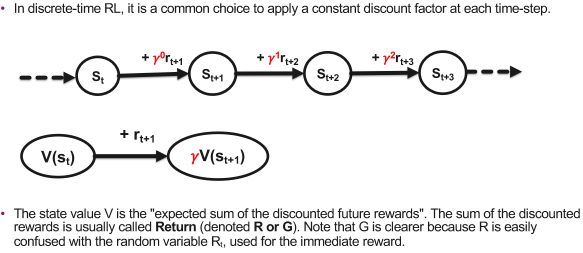 • In discrete-time RL, it is a common choice to apply a constant discount factor at each time-step.
+ γ⁰rₜ₊₁ + γ¹rₜ₊₂ + γ²rₜ₊₃
Sₜ Sₜ₊₁ Sₜ₊₂ Sₜ₊₃
+ rₜ₊₁
V(sₜ) γV(sₜ₊₁)
• The state value V is the "expected sum of the discounted future rewards". The sum of the discounted
rewards is usually called Return (denoted R or G). Note that G is clearer because R is easily
confused with the random variable Rₜ, used for the immediate reward.